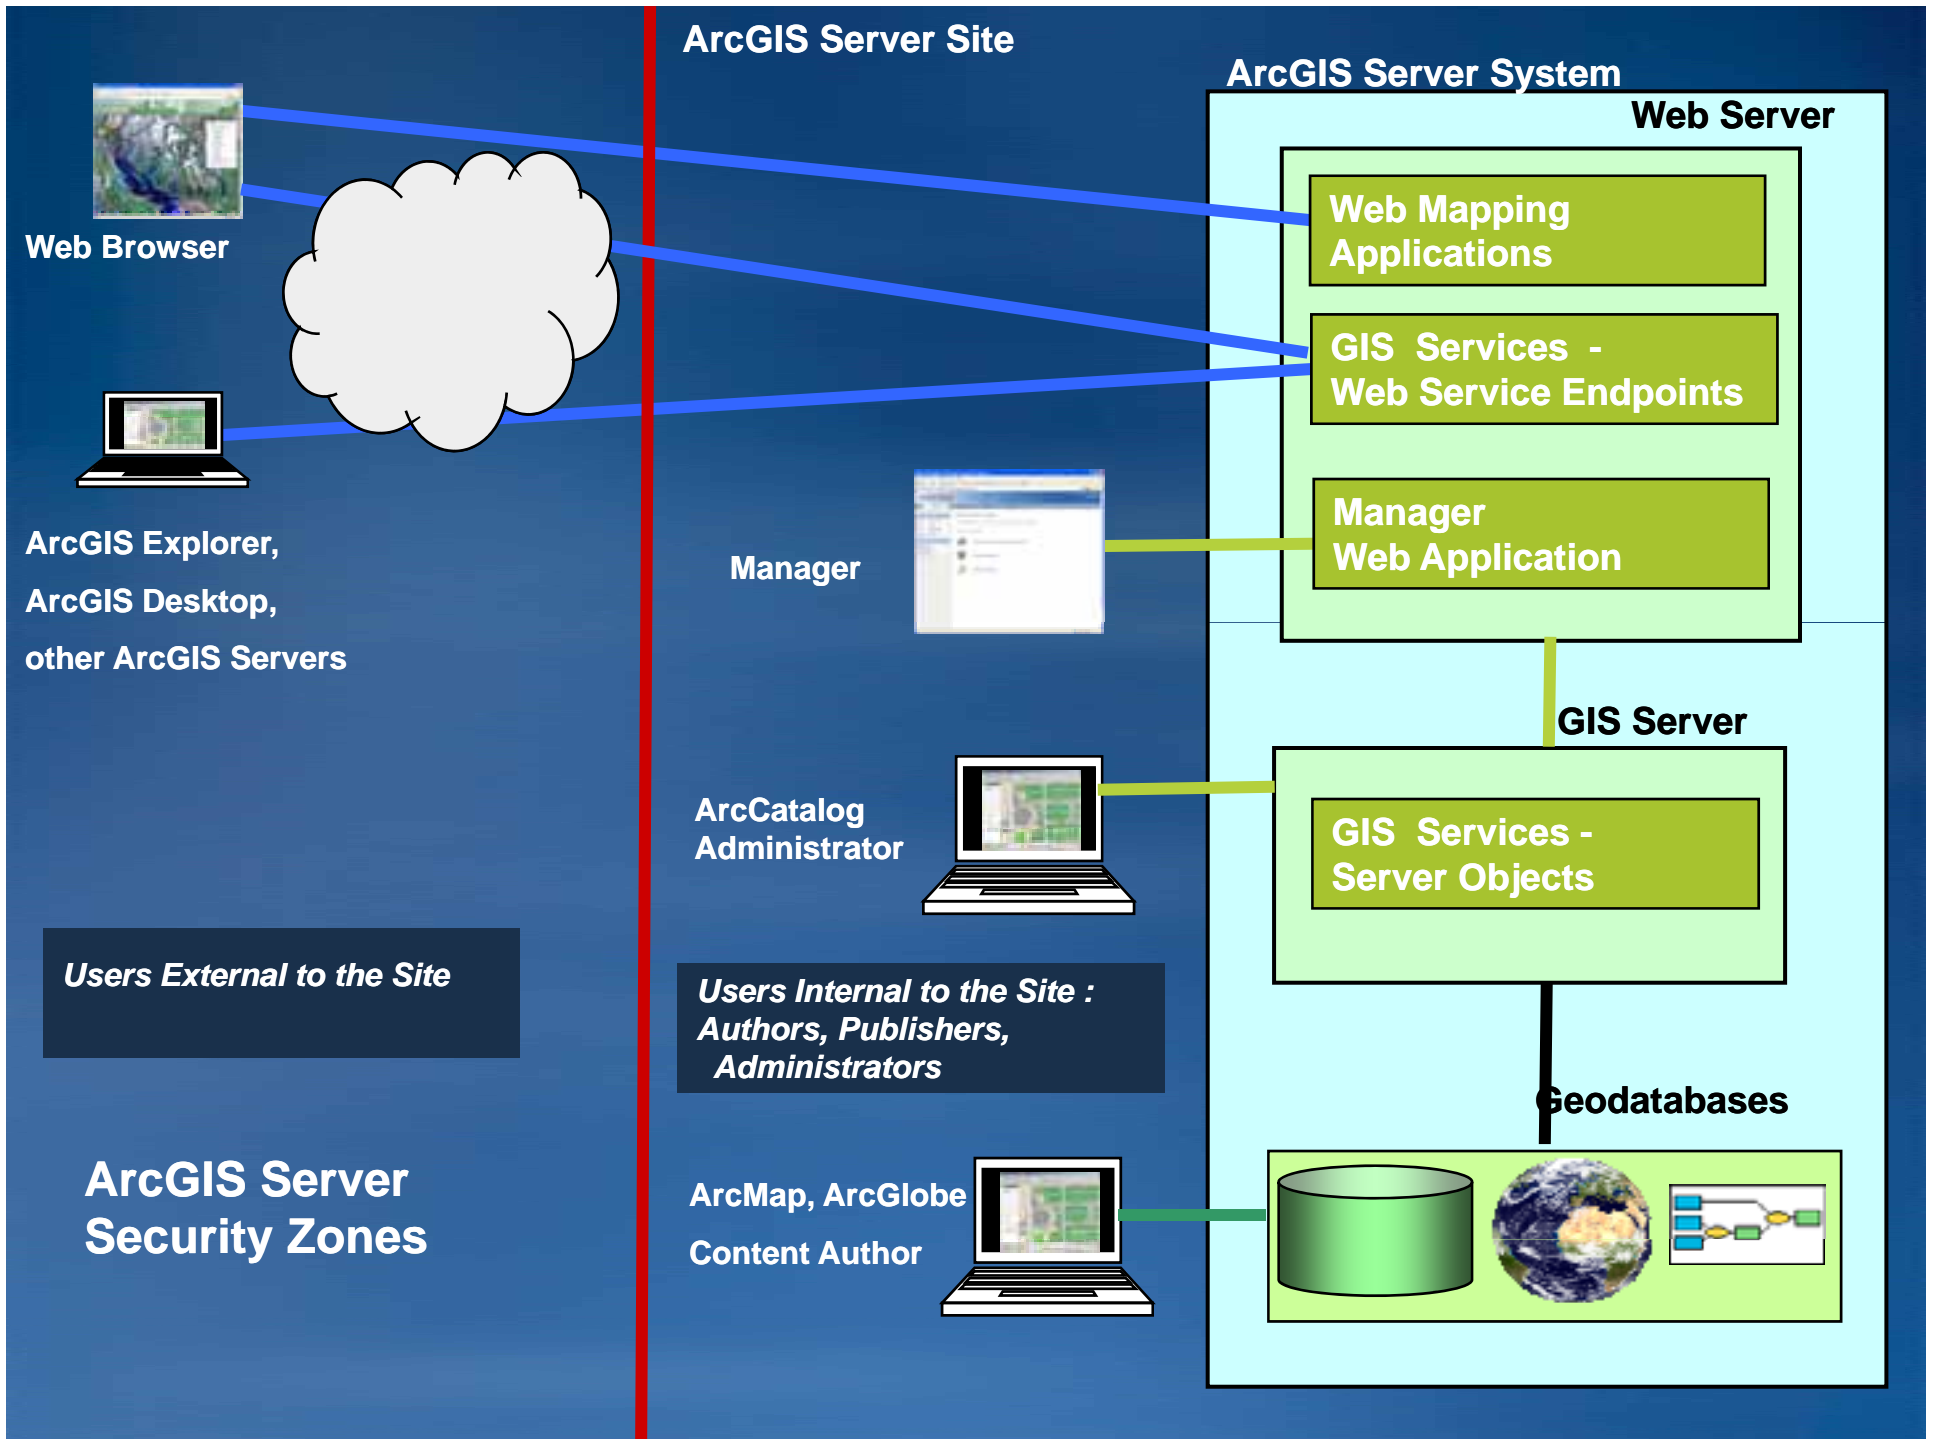 ArcGIS Server Site
ArcGIS Server System
Web Server
Web Mapping
Applications
Web Browser
GIS Services -
Web Service Endpoints
Manager
Web Application
ArcGIS Explorer,
ArcGIS Desktop,
other ArcGIS Servers
Manager
GIS Server
ArcCatalog
Administrator
GIS Services -
Server Objects
Users External to the Site
Users Internal to the Site :
Authors, Publishers,
Administrators
Geodatabases
ArcGIS Server
Security Zones
ArcMap, ArcGlobe
Content Author